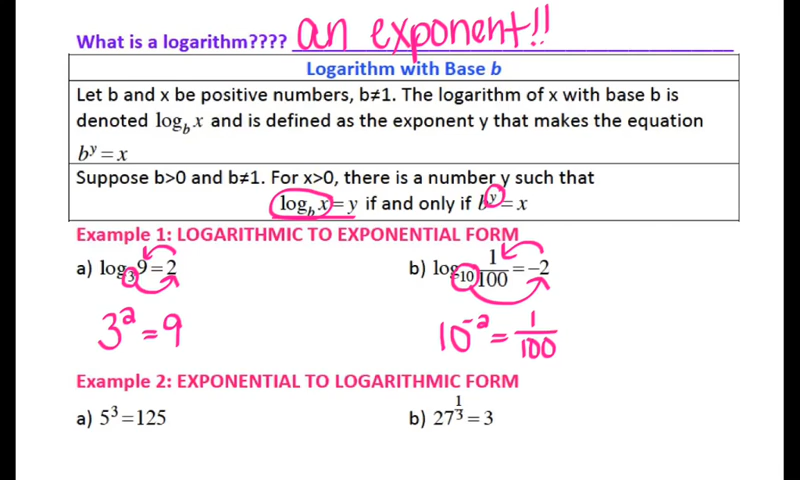 What is a logarithm???? an exponent!!
Logarithm with Base b
Let b and x be positive numbers, b≠1. The logarithm of x with base b is
denoted log_b x and is defined as the exponent y that makes the equation
b^y = x
Suppose b>0 and b≠1. For x>0, there is a number y such that
log_b x = y if and only if b^y = x
Example 1: LOGARITHMIC TO EXPONENTIAL FORM
a) log_3 9 = 2 b) log_10 1/100 = −2
3^2 = 9 10^-2 = 1/100
Example 2: EXPONENTIAL TO LOGARITHMIC FORM
a) 5^3 = 125 b) 27^1/3 = 3